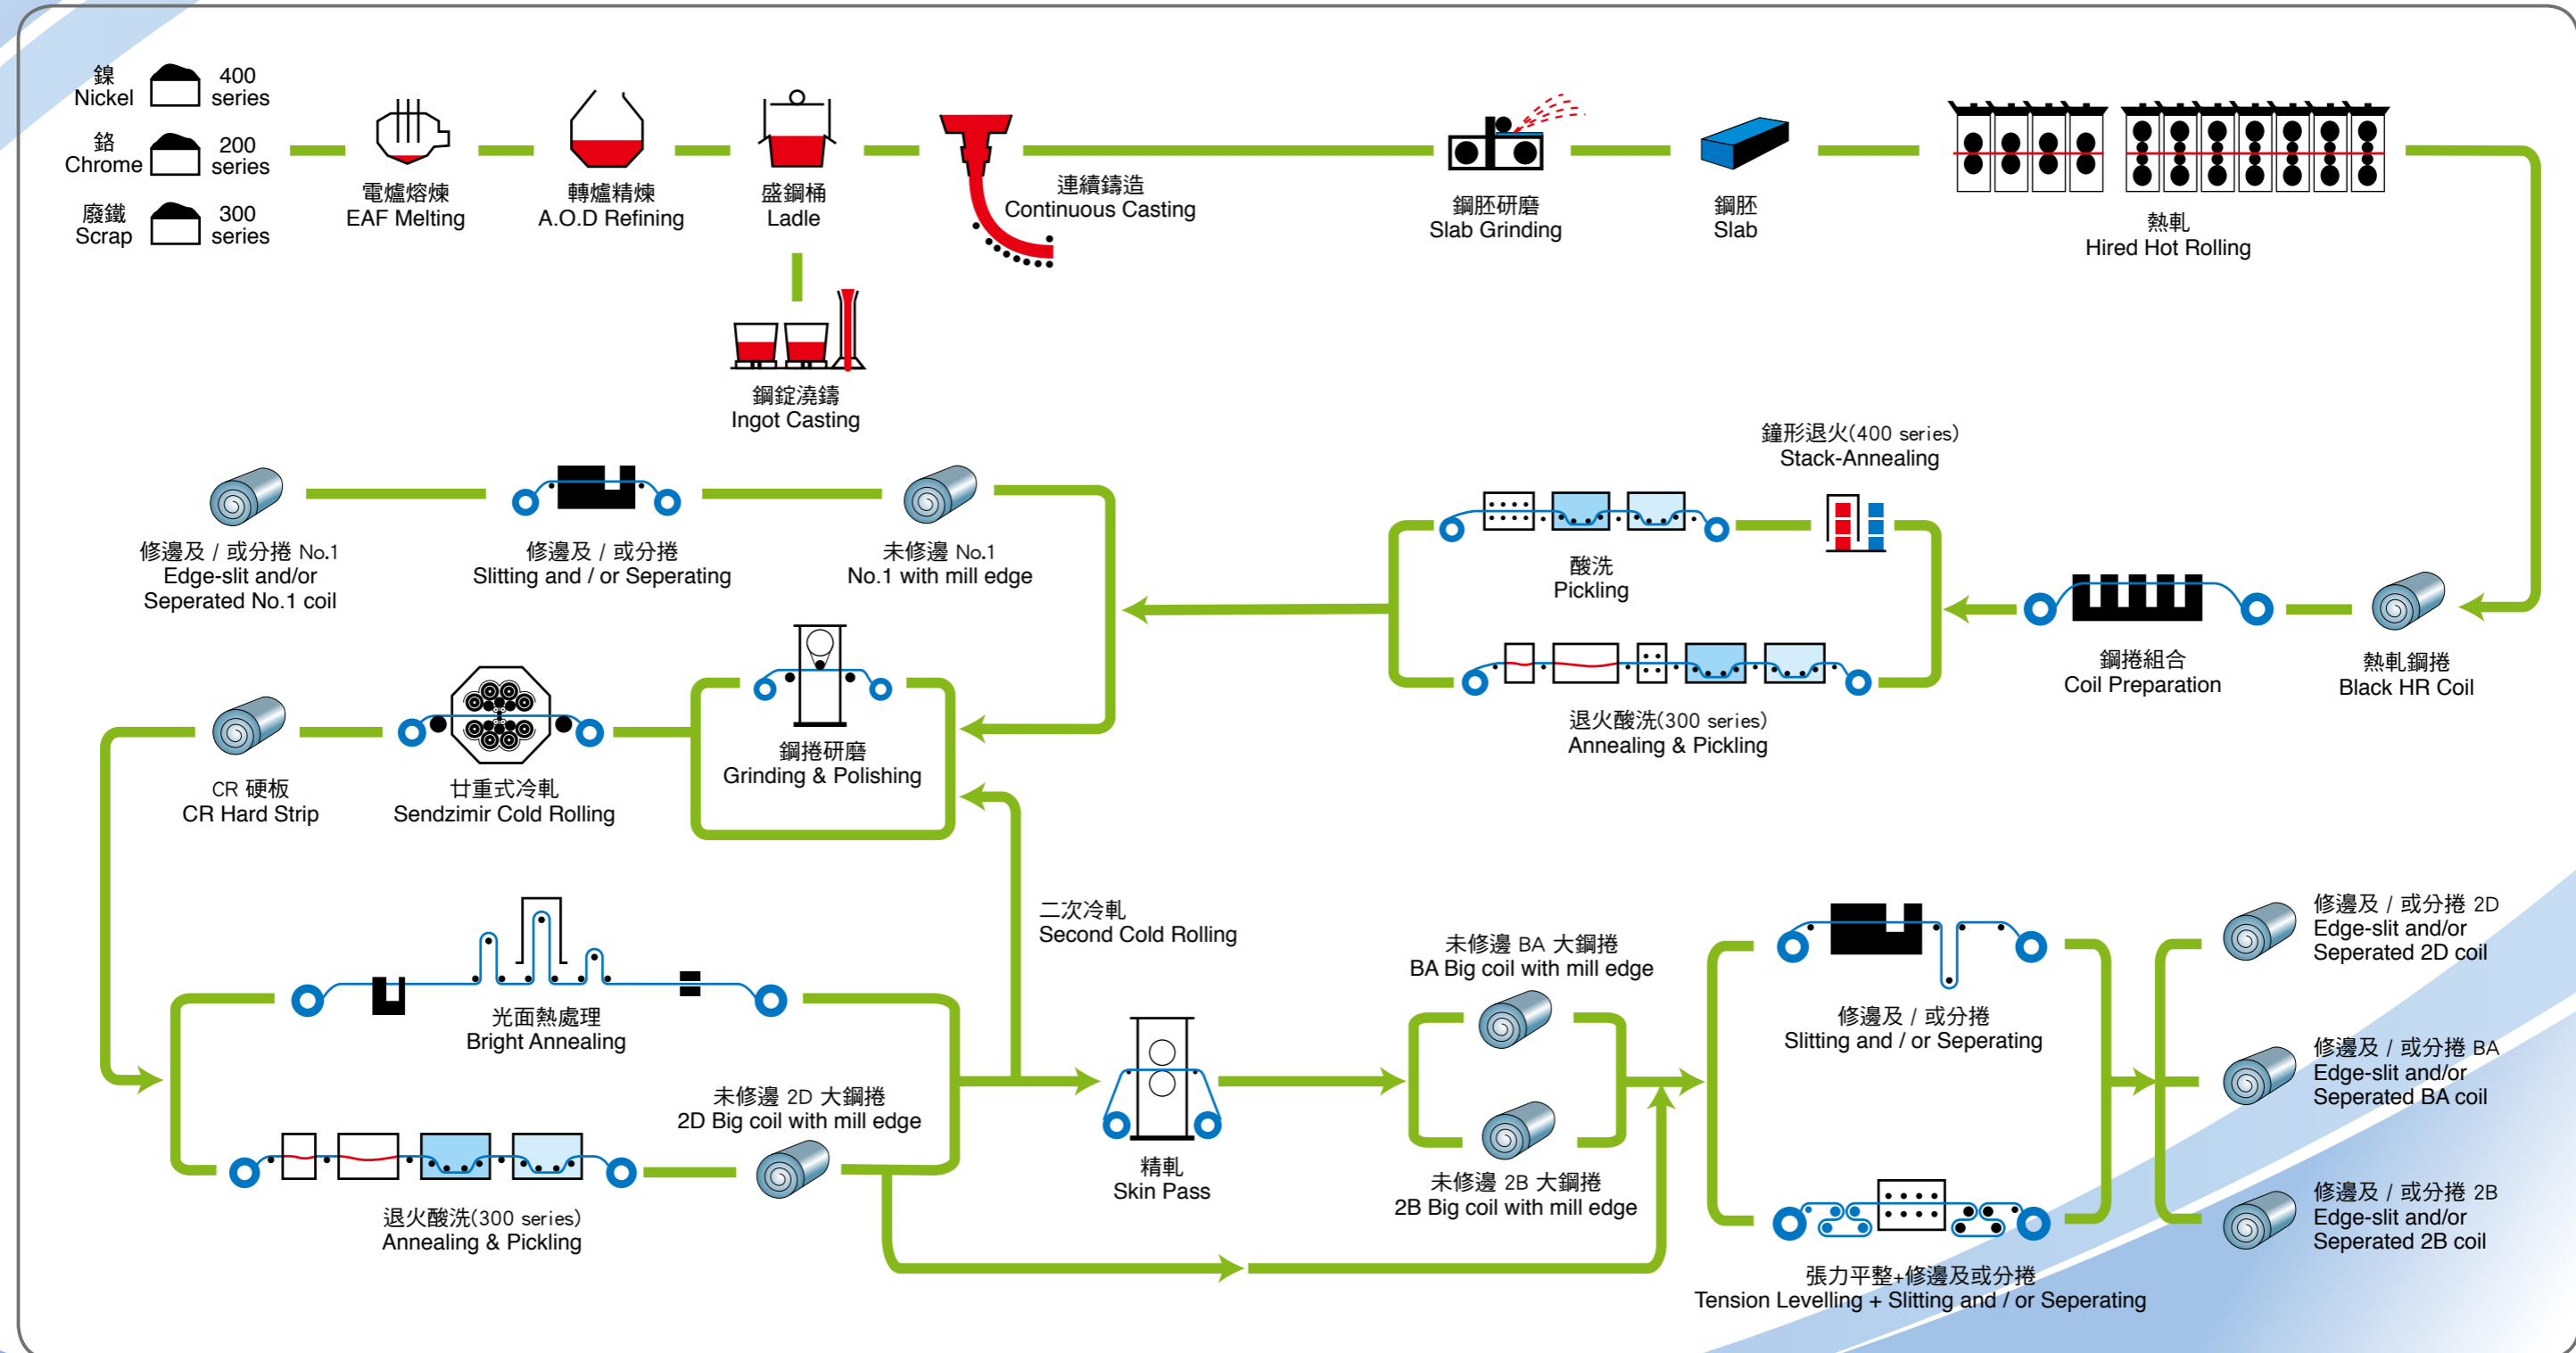 鎳
Nickel
400
series
鉻
Chrome
200
series
廢鐵
Scrap
300
series
電爐熔煉
EAF Melting
轉爐精煉
A.O.D Refining
盛鋼桶
Ladle
連續鑄造
Continuous Casting
鋼胚研磨
Slab Grinding
鋼胚
Slab
熱軋
Hired Hot Rolling
鋼錠澆鑄
Ingot Casting
鐘形退火(400 series)
Stack-Annealing
修邊及 / 或分捲 No.1
Edge-slit and/or
Seperated No.1 coil
修邊及 / 或分捲
Slitting and / or Seperating
未修邊 No.1
No.1 with mill edge
酸洗
Pickling
鋼捲組合
Coil Preparation
熱軋鋼捲
Black HR Coil
退火酸洗(300 series)
Annealing & Pickling
CR 硬板
CR Hard Strip
廿重式冷軋
Sendzimir Cold Rolling
鋼捲研磨
Grinding & Polishing
二次冷軋
Second Cold Rolling
光面熱處理
Bright Annealing
未修邊 2D 大鋼捲
2D Big coil with mill edge
退火酸洗(300 series)
Annealing & Pickling
精軋
Skin Pass
未修邊 BA 大鋼捲
BA Big coil with mill edge
未修邊 2B 大鋼捲
2B Big coil with mill edge
修邊及 / 或分捲
Slitting and / or Seperating
張力平整+修邊及或分捲
Tension Levelling + Slitting and / or Seperating
修邊及 / 或分捲 2D
Edge-slit and/or
Seperated 2D coil
修邊及 / 或分捲 BA
Edge-slit and/or
Seperated BA coil
修邊及 / 或分捲 2B
Edge-slit and/or
Seperated 2B coil